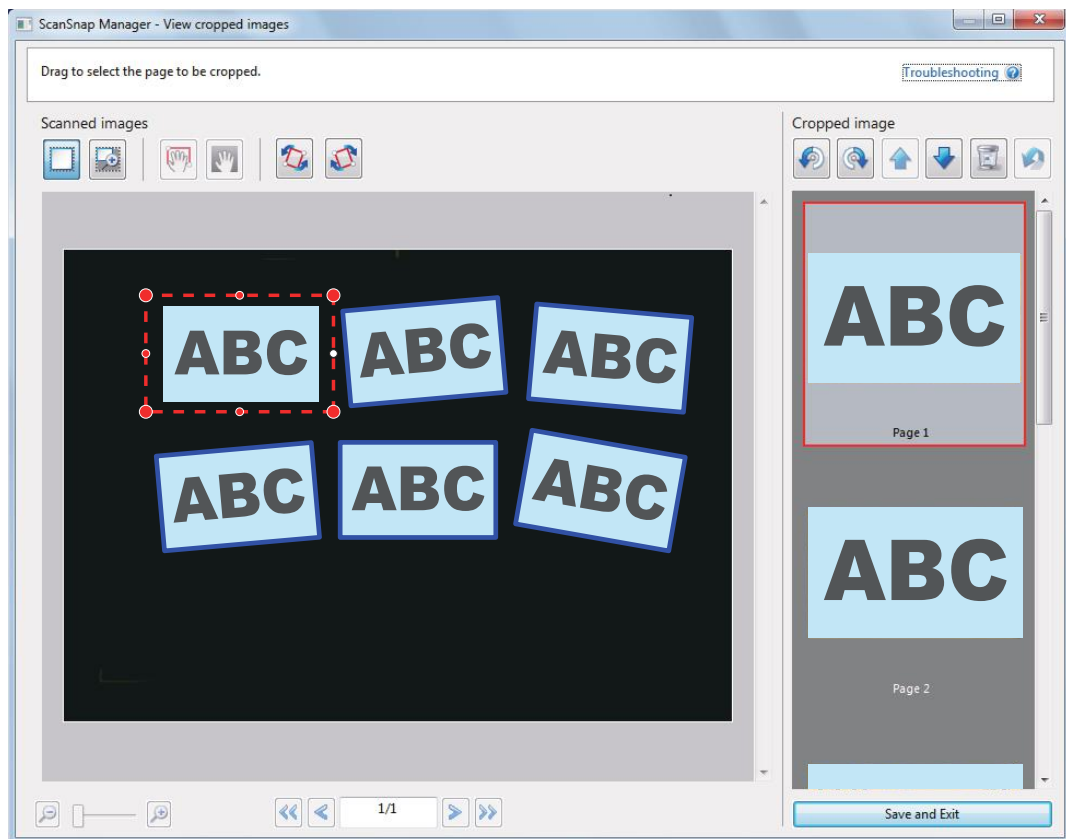 ScanSnap Manager - View cropped images
Drag to select the page to be cropped.
Troubleshooting
Scanned images
Cropped image
ABC
ABC
ABC
ABC
ABC
ABC
1/1
ABC
Page 1
ABC
Page 2
Save and Exit